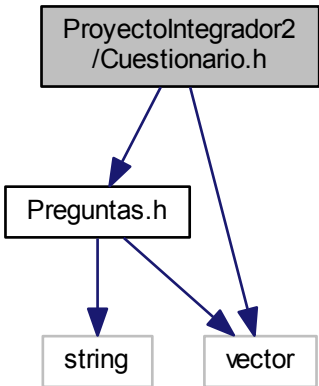 ProyectoIntegrador2
/Cuestionario.h
Preguntas.h
string
vector